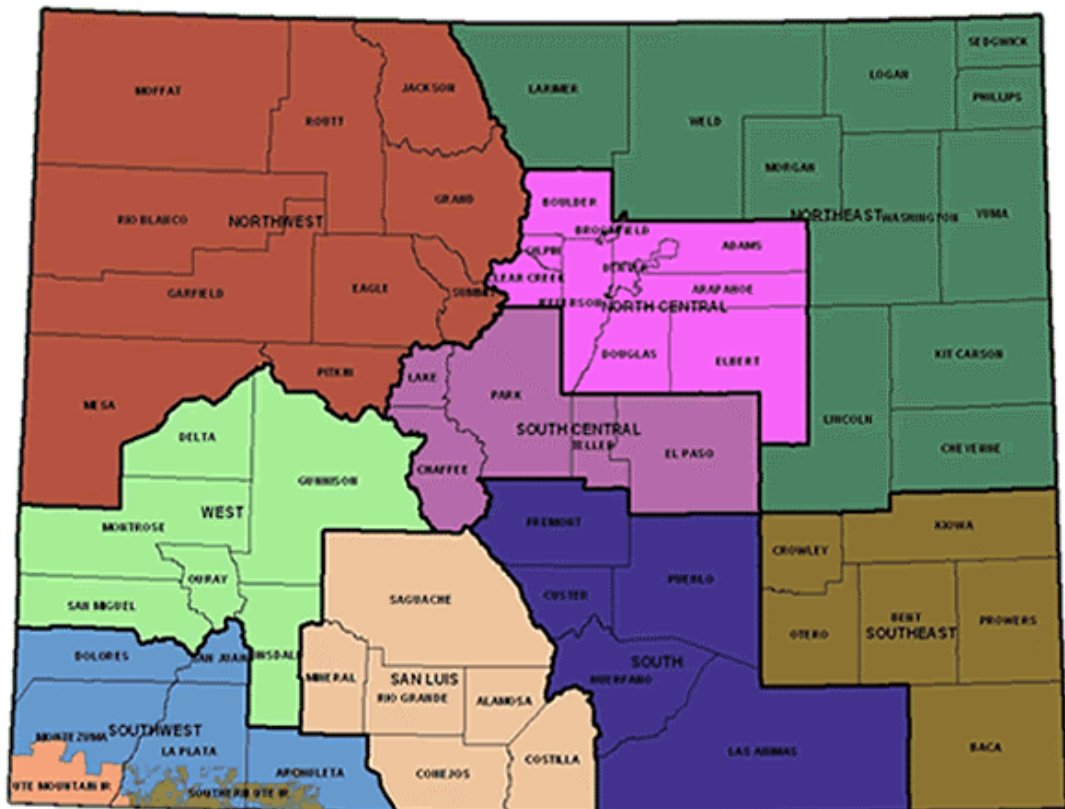 SEDGWICK
LOGAN
JACKSON
LARIMER
MOFFAT
PHILLIPS
ROUTT
WELD
MORGAN
GRAND
BOULDER
RIO BLANCO
NORTHWEST
NORTHEAST
WASHINGTON
YUMA
BROOMFIELD
ADAMS
GILPIN
DENVER
CLEAR CREEK
EAGLE
ARAPAHOE
GARFIELD
SUMMIT
JEFFERSON
NORTH CENTRAL
DOUGLAS
ELBERT
KIT CARSON
PITKIN
LAKE
PARK
MESA
LINCOLN
SOUTH CENTRAL
DELTA
TELLER
EL PASO
CHEYENNE
CHAFFEE
GUNNISON
WEST
MONTROSE
FREMONT
KIOWA
CROWLEY
OURAY
PUEBLO
CUSTER
SAGUACHE
SAN MIGUEL
BENT
PROWERS
OTERO
SOUTHEAST
DOLORES
SAN JUAN
HINSDALE
SOUTH
MINERAL
SAN LUIS
HUERFANO
RIO GRANDE
ALAMOSA
SOUTHWEST
MONTEZUMA
LA PLATA
LAS ANIMAS
BACA
COSTILLA
ARCHULETA
CONEJOS
UTE MOUNTAIN IR
SOUTHERN UTE IR